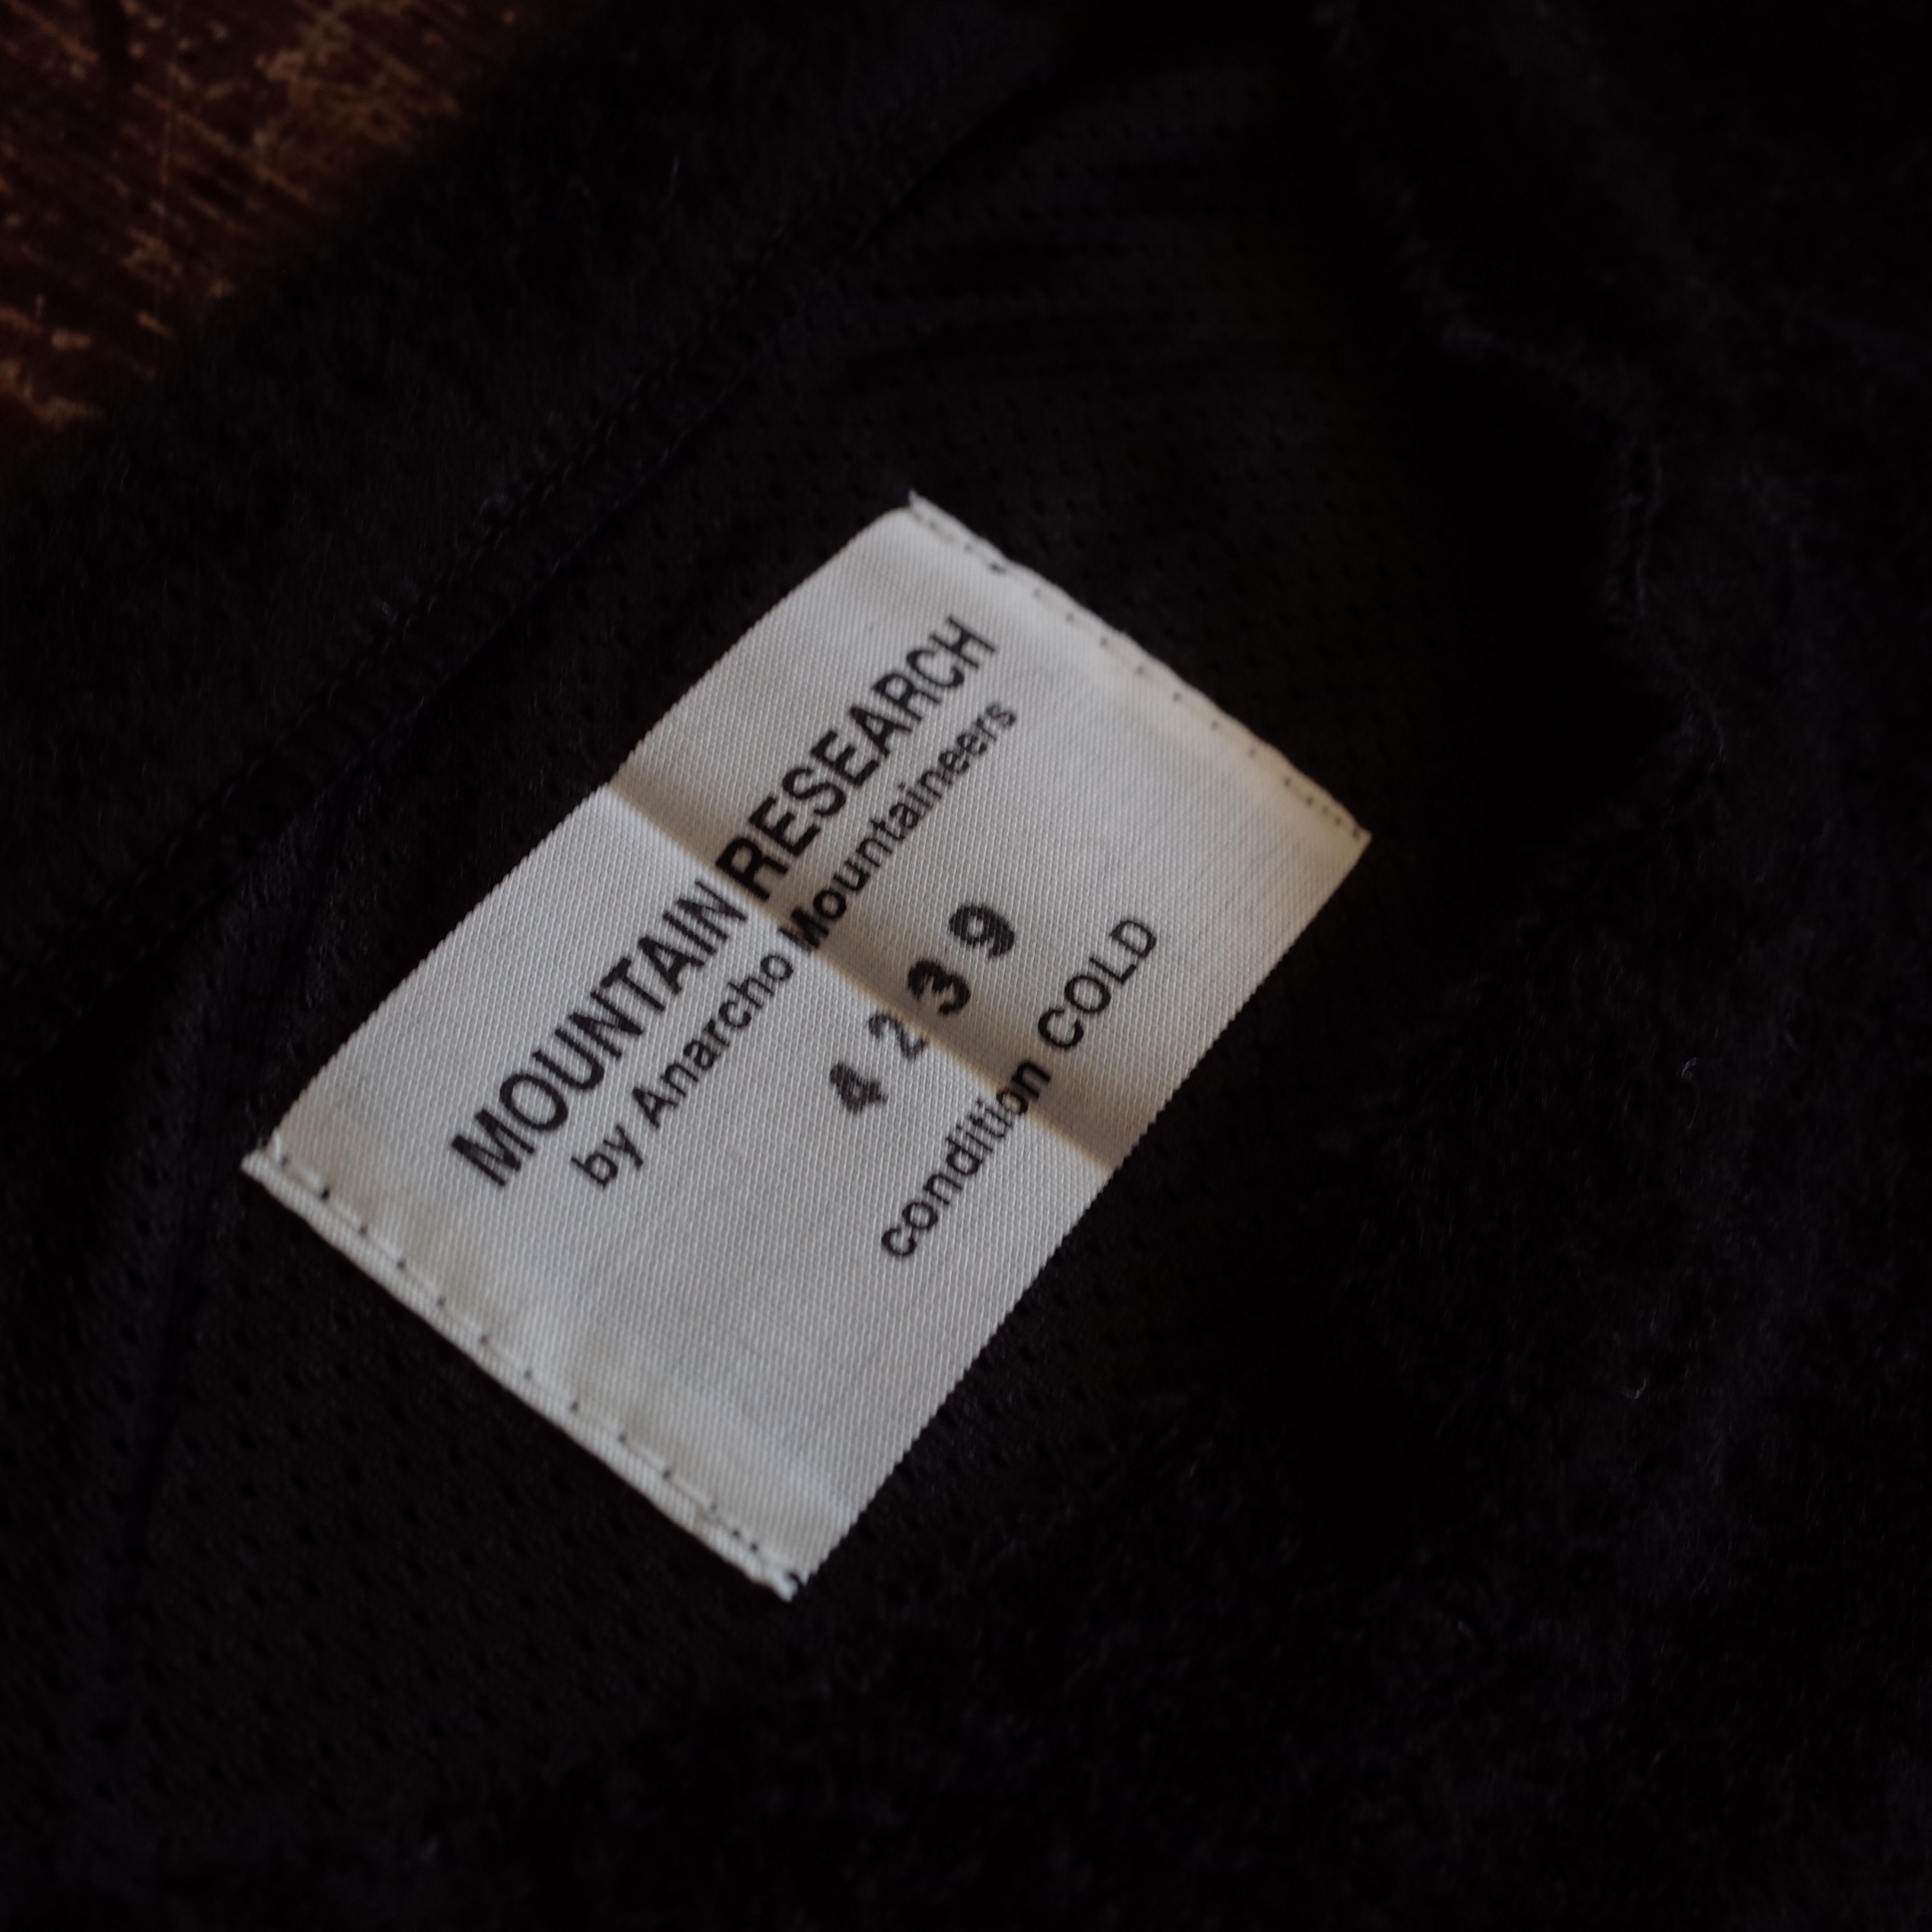 MOUNTAIN RESEARCH
by Anarcho Mountaineers
4239
condition COLD